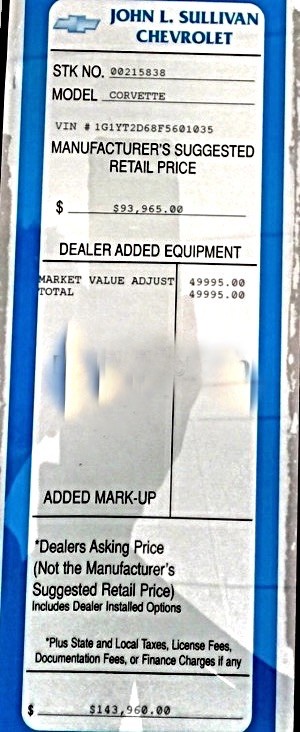 JOHN L. SULLIVAN
CHEVROLET
STK NO. 00215838
MODEL CORVETTE
VIN # 1G1YT2D68F5601035
MANUFACTURER'S SUGGESTED
RETAIL PRICE
$ $93,965.00
DEALER ADDED EQUIPMENT
MARKET VALUE ADJUST 49995.00
TOTAL 49995.00
ADDED MARK-UP
*Dealers Asking Price
(Not the Manufacturer's
Suggested Retail Price)
Includes Dealer Installed Options
*Plus State and Local Taxes, License Fees,
Documentation Fees, or Finance Charges if any
$ $143,960.00